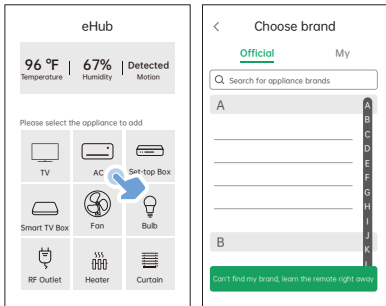 eHub
96 °F
Temperature
67%
Humidity
Detected
Motion
Please select the appliance to add
TV
AC
Set-top Box
Smart TV Box
Fan
Bulb
RF Outlet
Heater
Curtain
Choose brand
Official
My
Search for appliance brands
A
B
A
B
C
D
E
F
G
H
I
J
K
L
Can't find my brand, learn the remote right away